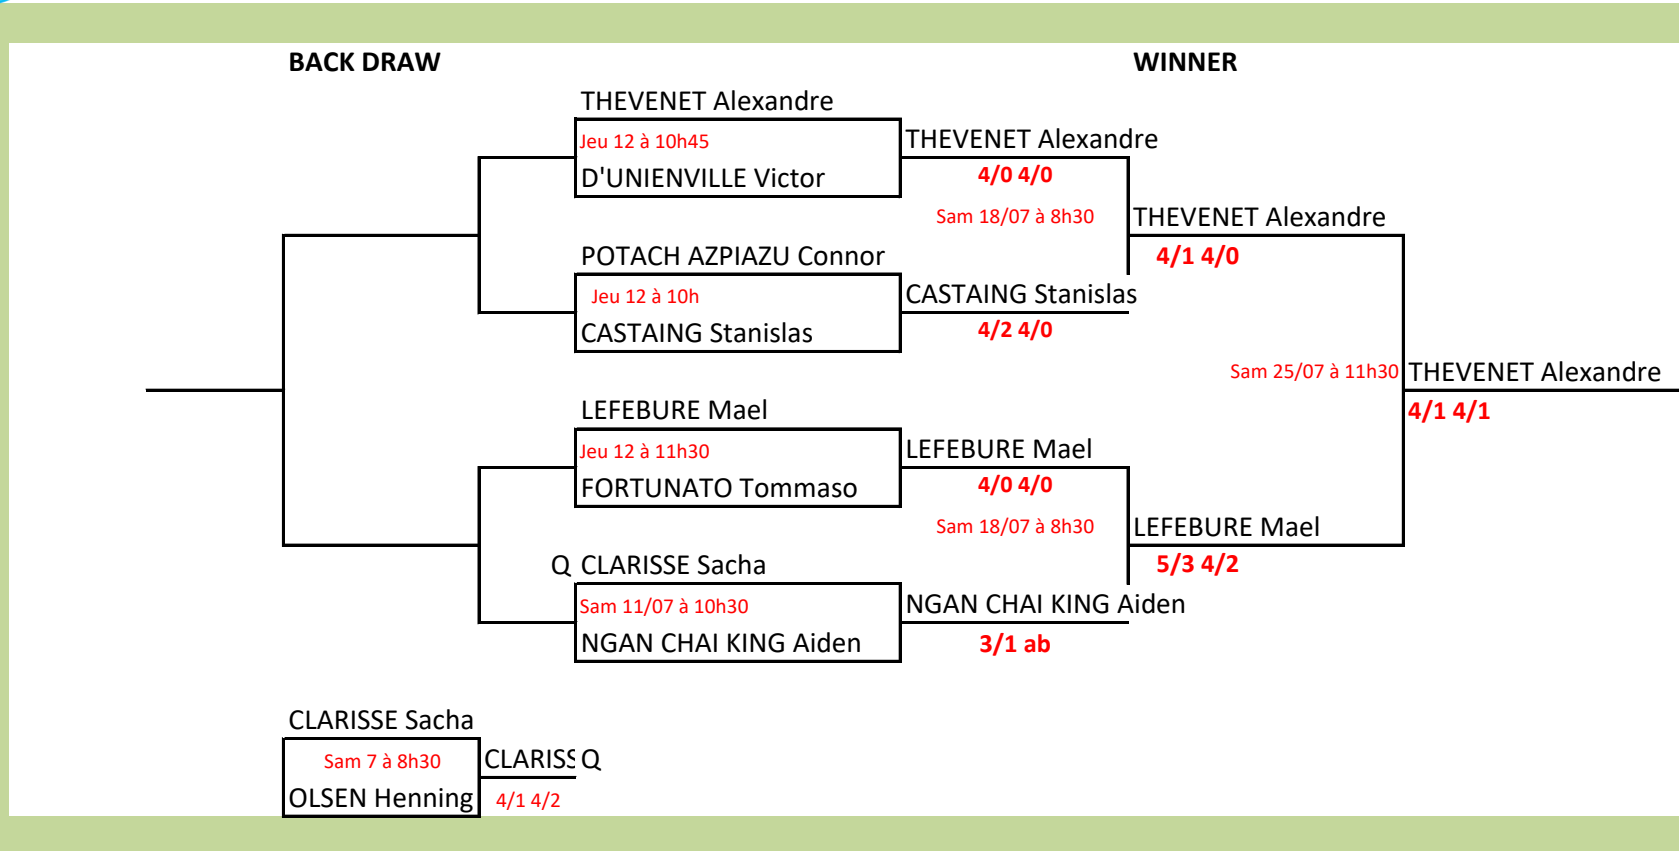 BACK DRAW WINNER
THEVENET Alexandre
Jeu 12 à 10h45 THEVENET Alexandre
D'UNIENVILLE Victor 4/0 4/0
Sam 18/07 à 8h30 THEVENET Alexandre
POTACH AZPIAZU Connor 4/1 4/0
Jeu 12 à 10h CASTAING Stanislas
CASTAING Stanislas 4/2 4/0
Sam 25/07 à 11h30 THEVENET Alexandre
LEFEBURE Mael 4/1 4/1
Jeu 12 à 11h30 LEFEBURE Mael
FORTUNATO Tommaso 4/0 4/0
Sam 18/07 à 8h30 LEFEBURE Mael
Q CLARISSE Sacha 5/3 4/2
Sam 11/07 à 10h30 NGAN CHAI KING Aiden
NGAN CHAI KING Aiden 3/1 ab
CLARISSE Sacha
Sam 7 à 8h30 CLARISS Q
OLSEN Henning 4/1 4/2